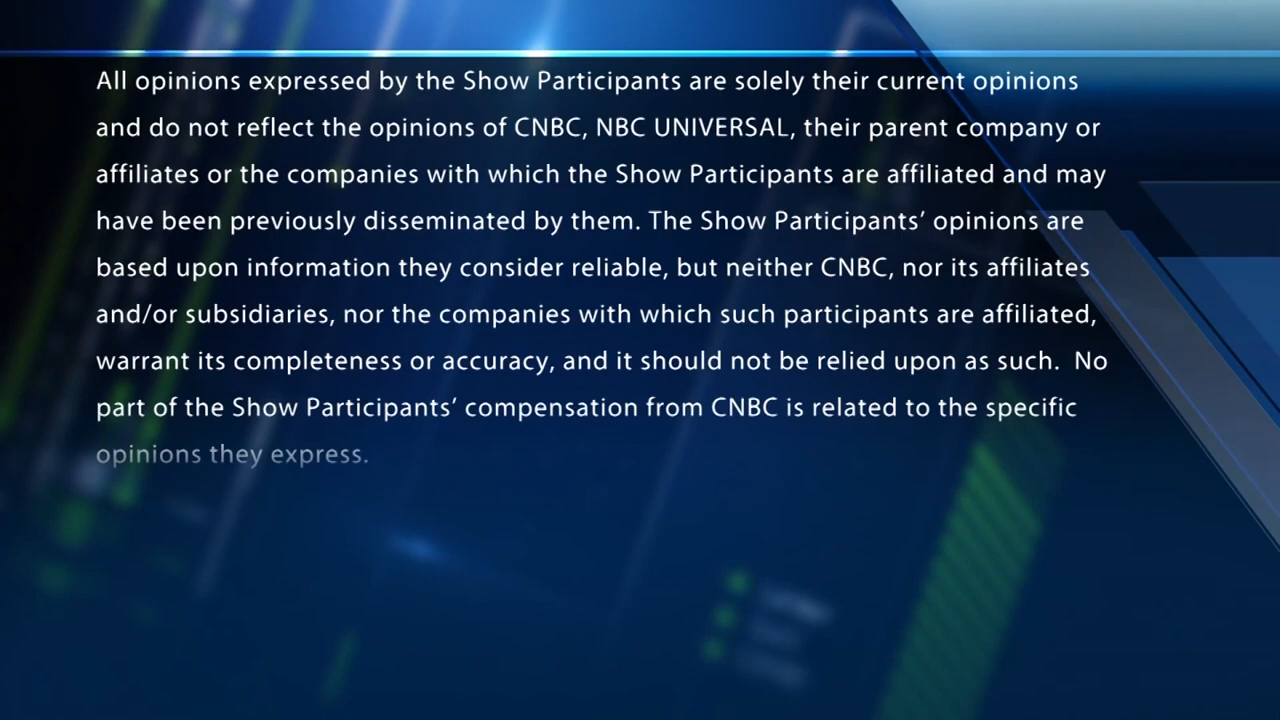 All opinions expressed by the Show Participants are solely their current opinions
and do not reflect the opinions of CNBC, NBC UNIVERSAL, their parent company or
affiliates or the companies with which the Show Participants are affiliated and may
have been previously disseminated by them. The Show Participants’ opinions are
based upon information they consider reliable, but neither CNBC, nor its affiliates
and/or subsidiaries, nor the companies with which such participants are affiliated,
warrant its completeness or accuracy, and it should not be relied upon as such.  No
part of the Show Participants’ compensation from CNBC is related to the specific
opinions they express.